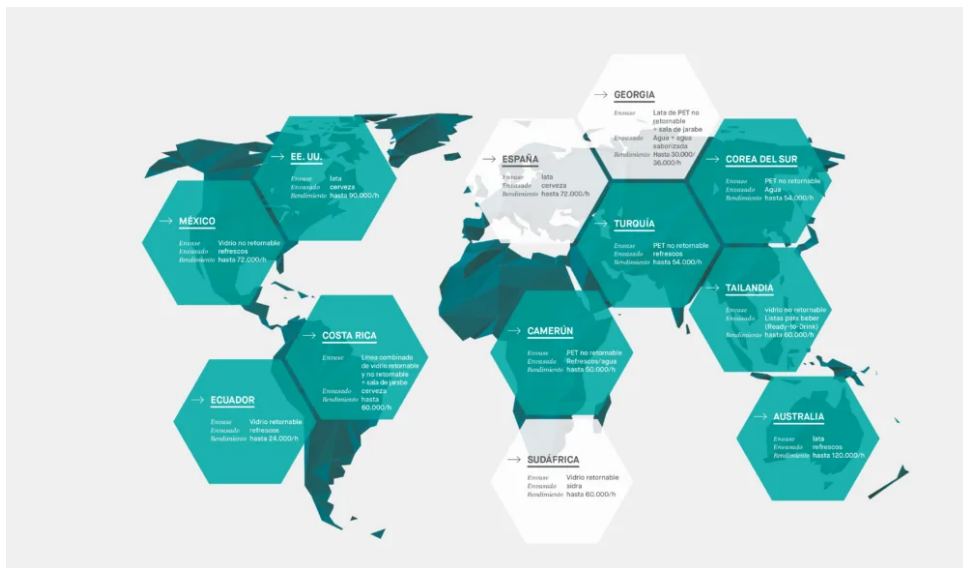 GEORGIA
Envase Lata de PET no
retornable
+ sala de jarabe
Envasado Agua + agua
saborizada
Rendimiento Hasta 30.000/
36.000/h
EE. UU.
Envase lata
Envasado cerveza
Rendimiento hasta 90.000/h
ESPAÑA
Envase lata
Envasado cerveza
Rendimiento hasta 72.000/h
COREA DEL SUR
Envase PET no retornable
Envasado Agua
Rendimiento hasta 54.000/h
MÉXICO
Envase Vidrio no retornable
Envasado refrescos
Rendimiento hasta 72.000/h
TURQUÍA
Envase PET no retornable
Envasado refrescos
Rendimiento hasta 54.000/h
TAILANDIA
Envase vidrio no retornable
Envasado Listas para beber
(Ready-to-Drink)
Rendimiento hasta 60.000/h
COSTA RICA
Envase Línea combinada
de vidrio retornable
y no retornable
+ sala de jarabe
Envasado cerveza
Rendimiento hasta
60.000/h
CAMERÚN
Envase PET no retornable
Envasado Refrescos/agua
Rendimiento hasta 50.000/h
ECUADOR
Envase Vidrio retornable
Envasado refrescos
Rendimiento hasta 24.000/h
AUSTRALIA
Envase lata
Envasado refrescos
Rendimiento hasta 120.000/h
SUDÁFRICA
Envase Vidrio retornable
Envasado sidra
Rendimiento hasta 60.000/h